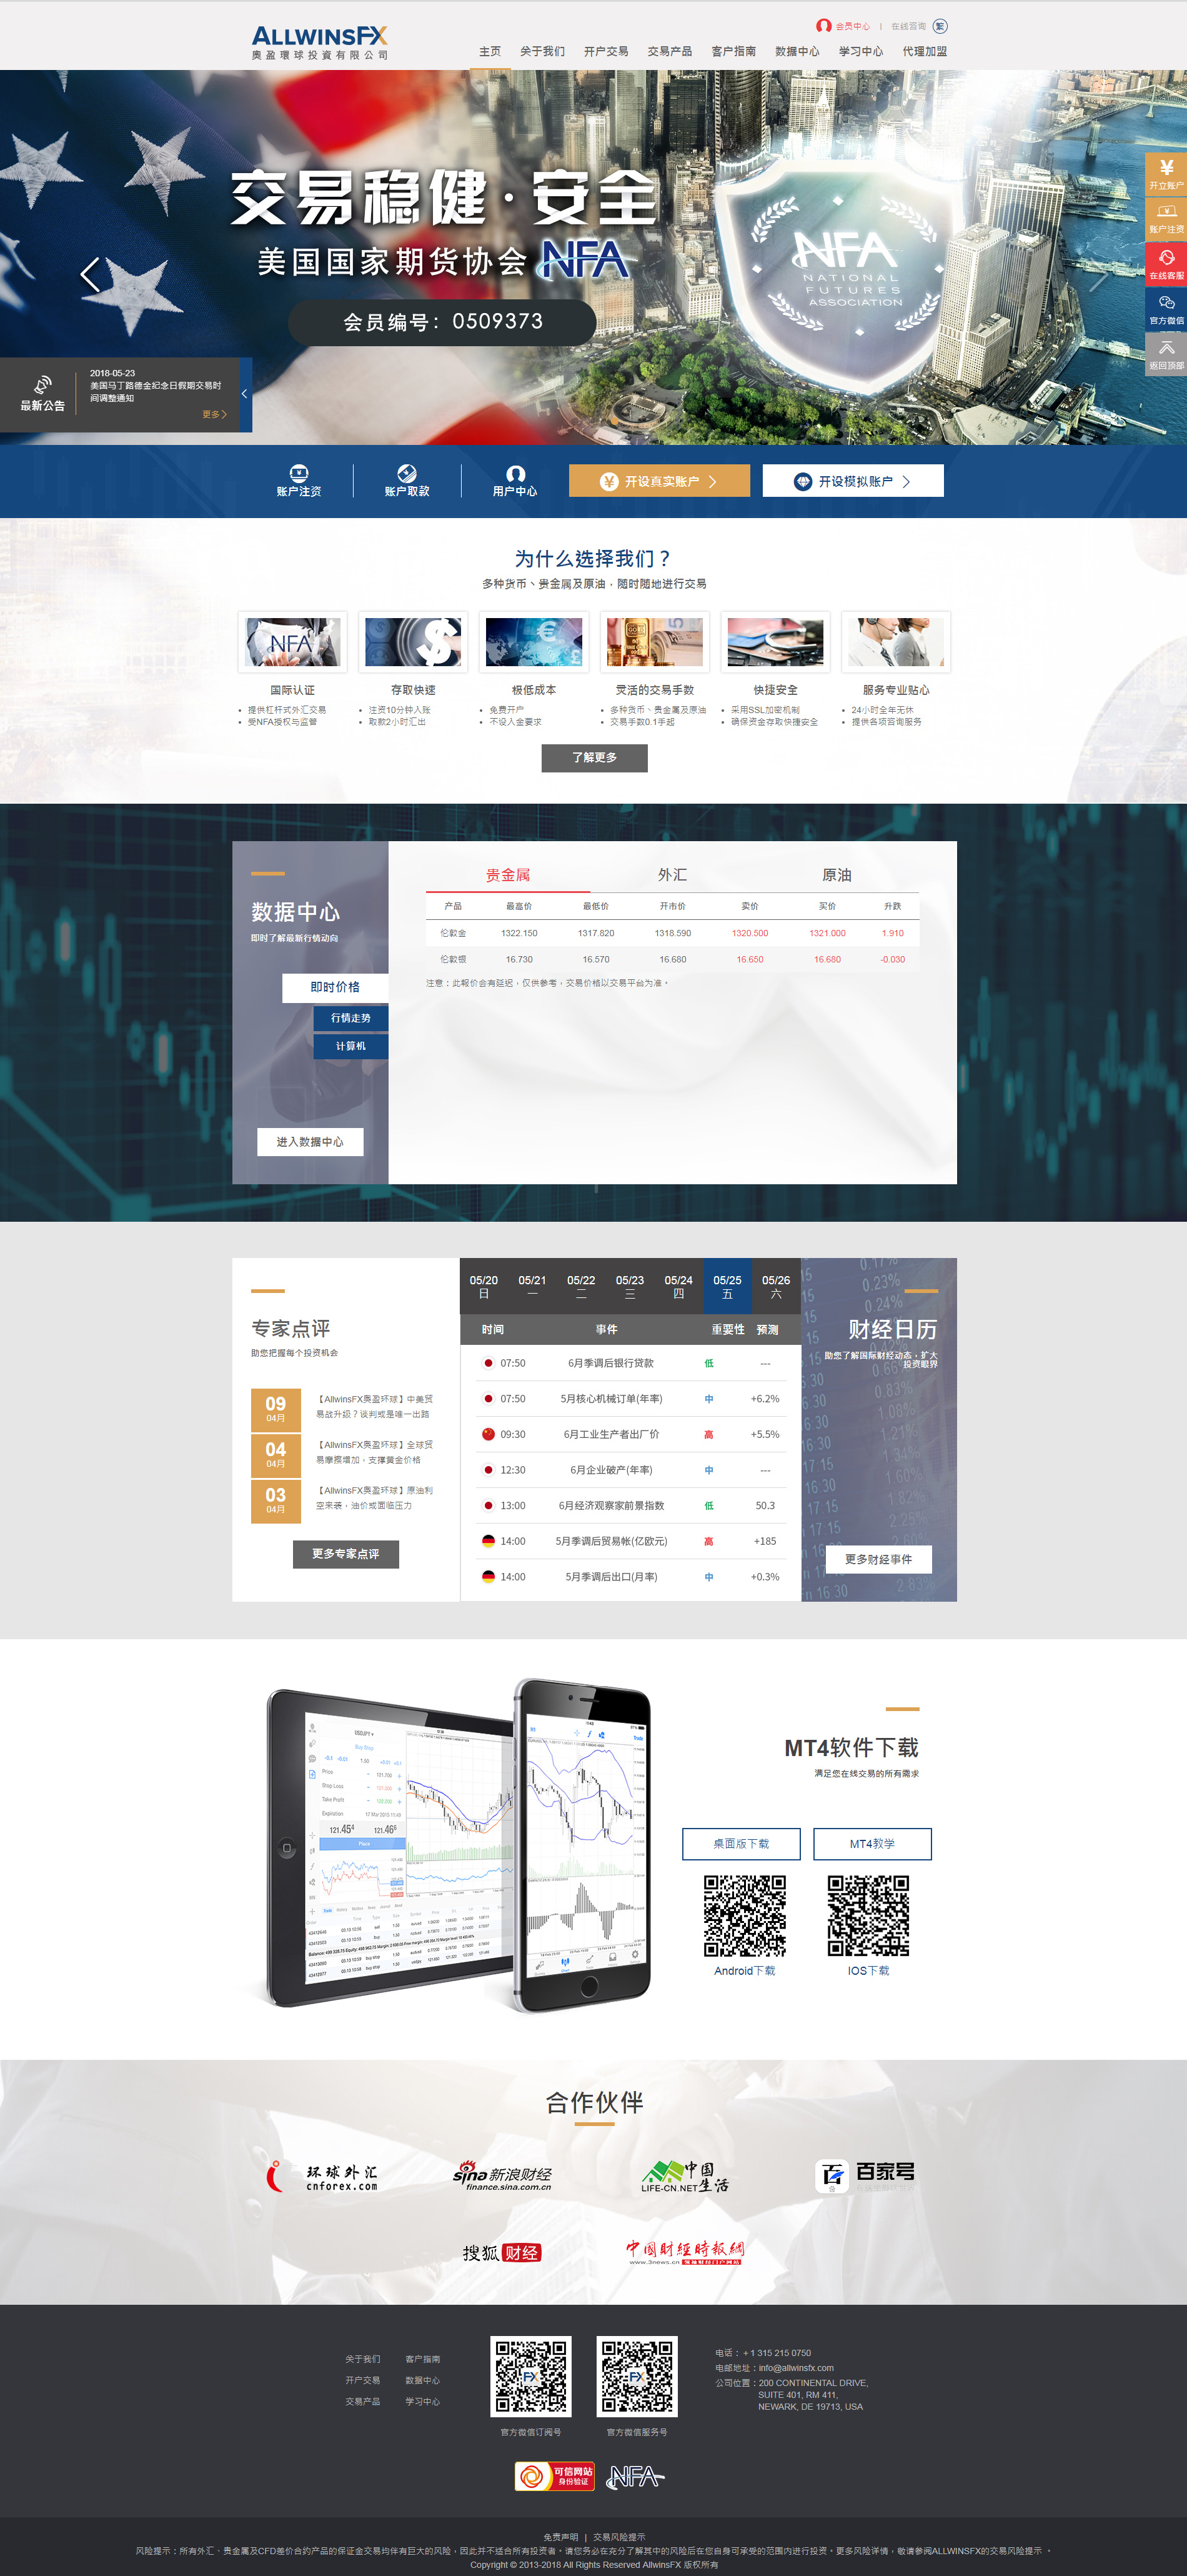 ALLWINSFX
奧盈環球投資有限公司
会员中心 | 在线咨询 繁
主页 关于我们 开户交易 交易产品 客户指南 数据中心 学习中心 代理加盟
交易稳健·安全
美国国家期货协会 NFA
会员编号：0509373
NFA
NATIONAL
FUTURES
ASSOCIATION
开立账户
账户注资
在线客服
官方微信
返回顶部
最新公告
2018-05-23
美国马丁路德金纪念日假期交易时
间调整通知
更多
账户注资 账户取款 用户中心 开设真实账户 开设模拟账户
为什么选择我们？
多种货币、贵金属及原油，随时随地进行交易
NFA
国际认证 存取快速 极低成本 灵活的交易手数 快捷安全 服务专业贴心
提供杠杆式外汇交易 注资10分钟入账 免费开户 多种货币、贵金属及原油 采用SSL加密机制 24小时全年无休
受NFA授权与监管 取款2小时汇出 不设入金要求 交易手数0.1手起 确保资金存取快捷安全 提供各项咨询服务
了解更多
数据中心
即时了解最新行情动向
即时价格
行情走势
计算机
进入数据中心
贵金属 外汇 原油
产品 最高价 最低价 开市价 卖价 买价 升跌
伦敦金 1322.150 1317.820 1318.590 1320.500 1321.000 1.910
伦敦银 16.730 16.570 16.680 16.650 16.680 -0.030
注意：此報价会有延迟，仅供参考，交易价格以交易平台为准。
专家点评
助您把握每个投资机会
09
04月
【AllwinsFX奥盈环球】中美贸
易战升级？谈判或是唯一出路
04
04月
【AllwinsFX奥盈环球】全球贸
易摩擦增加，支撑黄金价格
03
04月
【AllwinsFX奥盈环球】原油利
空来袭，油价或面临压力
更多专家点评
05/20 05/21 05/22 05/23 05/24 05/25 05/26
日 一 二 三 四 五 六
时间 事件 重要性 预测
07:50 6月季调后银行贷款 低 ---
07:50 5月核心机械订单(年率) 中 +6.2%
09:30 6月工业生产者出厂价 高 +5.5%
12:30 6月企业破产(年率) 中 ---
13:00 6月经济观察家前景指数 低 50.3
14:00 5月季调后贸易帐(亿欧元) 高 +185
14:00 5月季调后出口(月率) 中 +0.3%
财经日历
助您了解国际财经动态，扩大
投资眼界
更多财经事件
MT4软件下载
满足您在线交易的所有需求
桌面版下载 MT4教学
Android下载 IOS下载
合作伙伴
环球外汇
cnforex.com
sina 新浪财经
finance.sina.com.cn
中国生活
LIFE-CN.NET
百家号
搜狐 财经
中国财经時报網
www.3news.cn
关于我们 客户指南
开户交易 数据中心
交易产品 学习中心
FX
FX
官方微信订阅号 官方微信服务号
电话：+1 315 215 0750
电邮地址：info@allwinsfx.com
公司位置：200 CONTINENTAL DRIVE,
SUITE 401, RM 411,
NEWARK, DE 19713, USA
可信网站
身份验证
NFA
免责声明 | 交易风险提示
风险提示：所有外汇、贵金属及CFD差价合约产品的保证金交易均伴有巨大的风险，因此并不适合所有投资者。请您务必在充分了解其中的风险后在您自身可承受的范围内进行投资。更多风险详情，敬请参阅ALLWINSFX的交易风险提示 。
Copyright © 2013-2018 All Rights Reserved AllwinsFX 版权所有